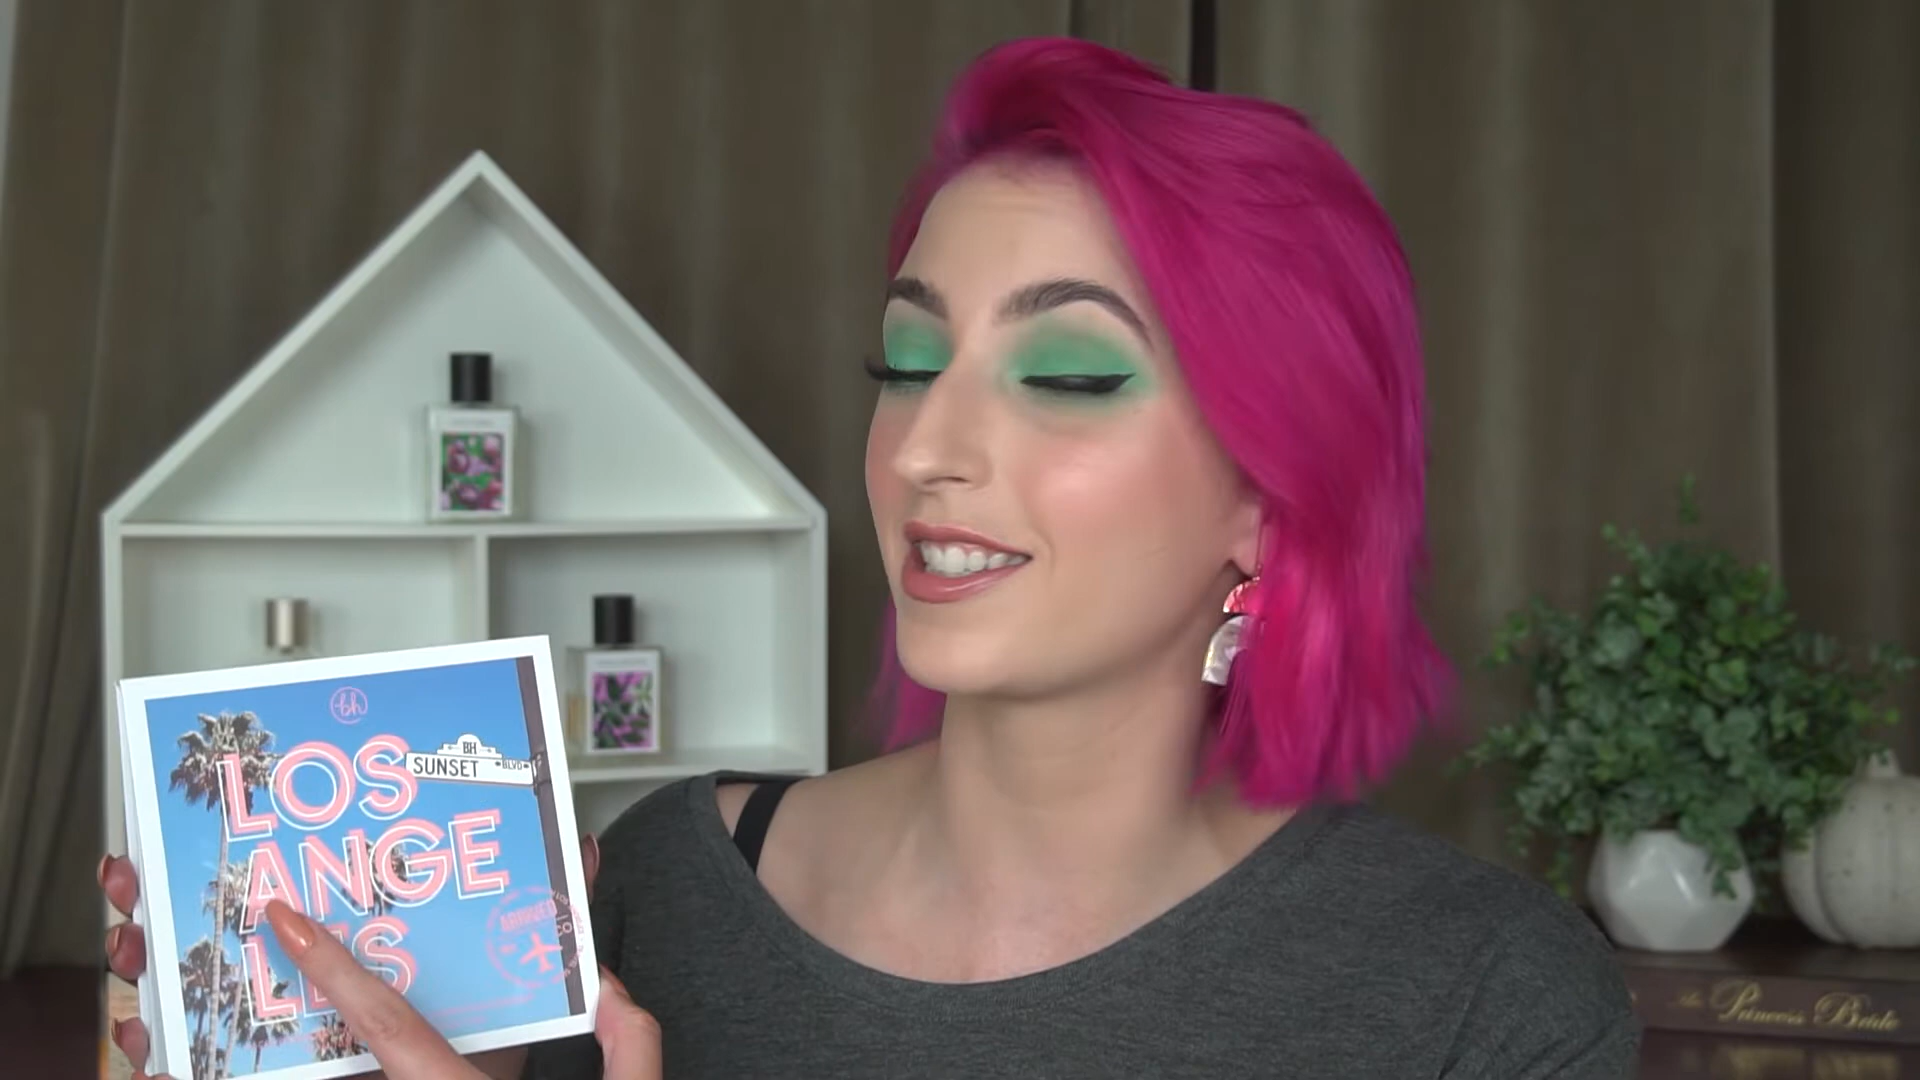 bh
LOS
ANGE
LES
BH
SUNSET BLVD
ARRIVED
The Princess Bride